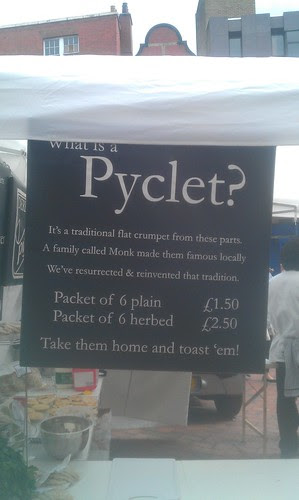 What is a
Pyclet?
It's a traditional flat crumpet from these parts.
A family called Monk made them famous locally
We've resurrected & reinvented that tradition.
Packet of 6 plain £1.50
Packet of 6 herbed £2.50
Take them home and toast 'em!